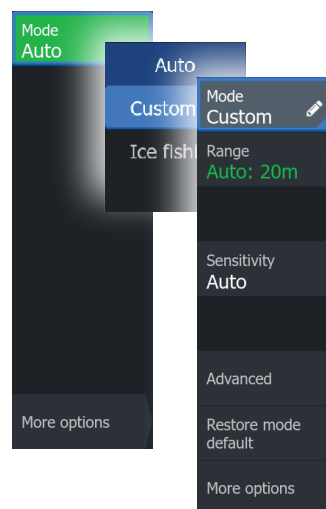 Mode
Auto
More options
Auto
Custom
Ice
Mode
Custom
Range
Auto: 20m
Sensitivity
Auto
Advanced
Restore mode
default
More options